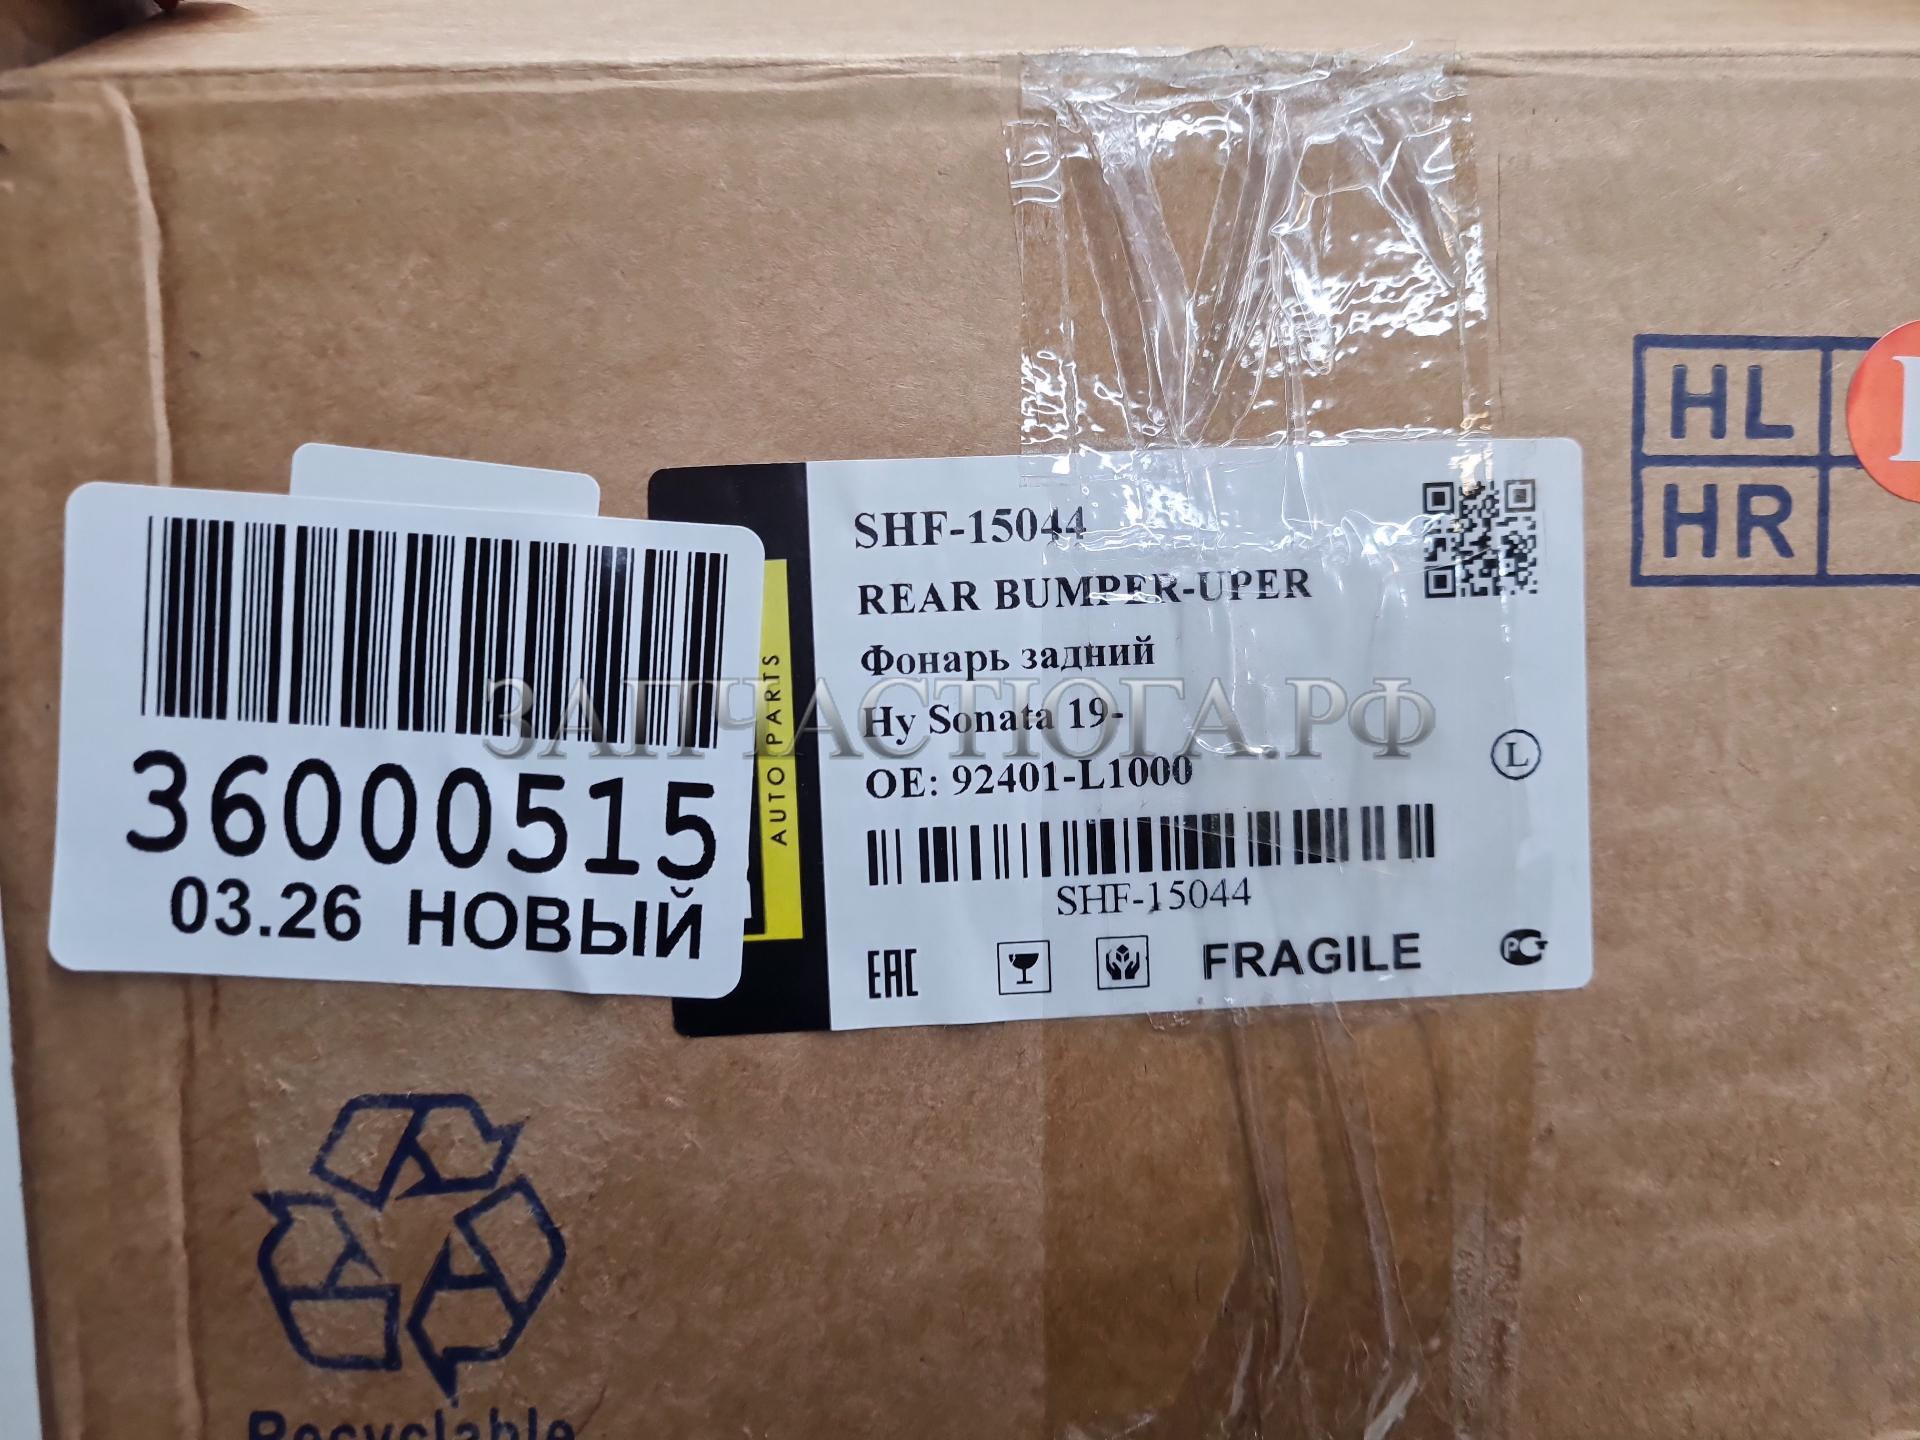 HL
HR
SHF-15044
REAR BUMPER-UPER
Фонарь задний
Hy Sonata 19-
OE: 92401-L1000
L
SHF-15044
EAC
FRAGILE
РСТ
AUTO PARTS
36000515
03.26 НОВЫЙ
ЗАПЧАСТЮГА.РФ
Recyclable